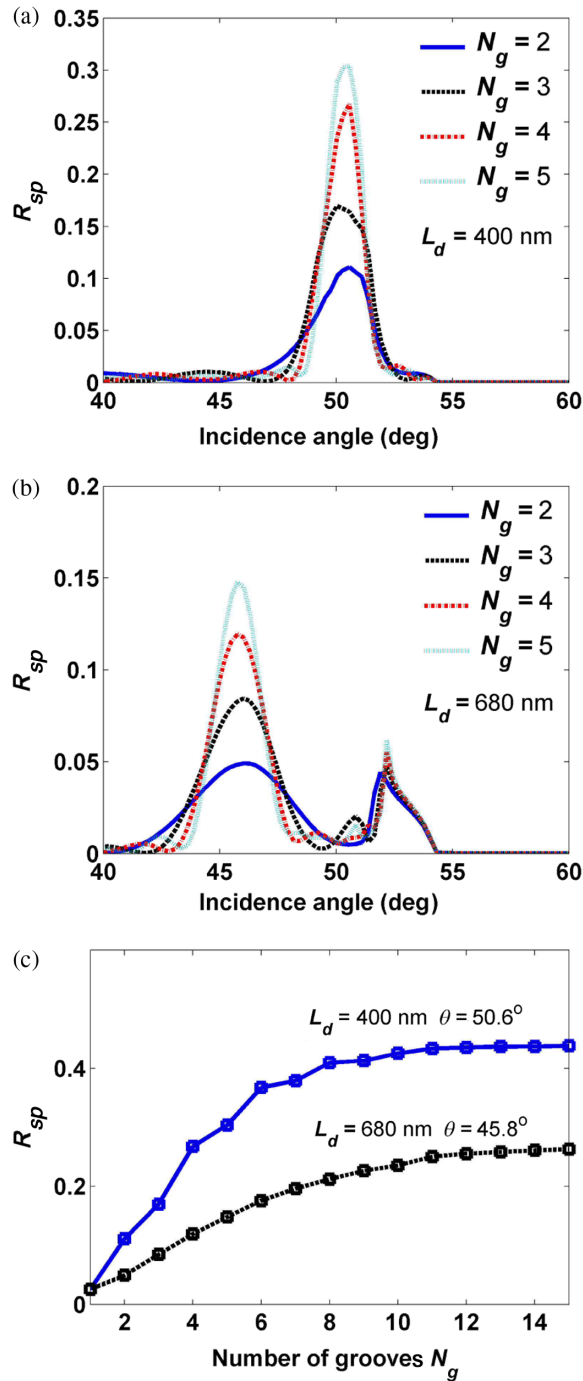 (a)
0.35
0.3
0.25
0.2
0.15
0.1
0.05
0
R_sp
N_g = 2
N_g = 3
N_g = 4
N_g = 5
L_d = 400 nm
40 45 50 55 60
Incidence angle (deg)
(b)
0.2
0.15
0.1
0.05
0
R_sp
N_g = 2
N_g = 3
N_g = 4
N_g = 5
L_d = 680 nm
40 45 50 55 60
Incidence angle (deg)
(c)
0.4
0.2
0
R_sp
L_d = 400 nm θ = 50.6°
L_d = 680 nm θ = 45.8°
2 4 6 8 10 12 14
Number of grooves N_g